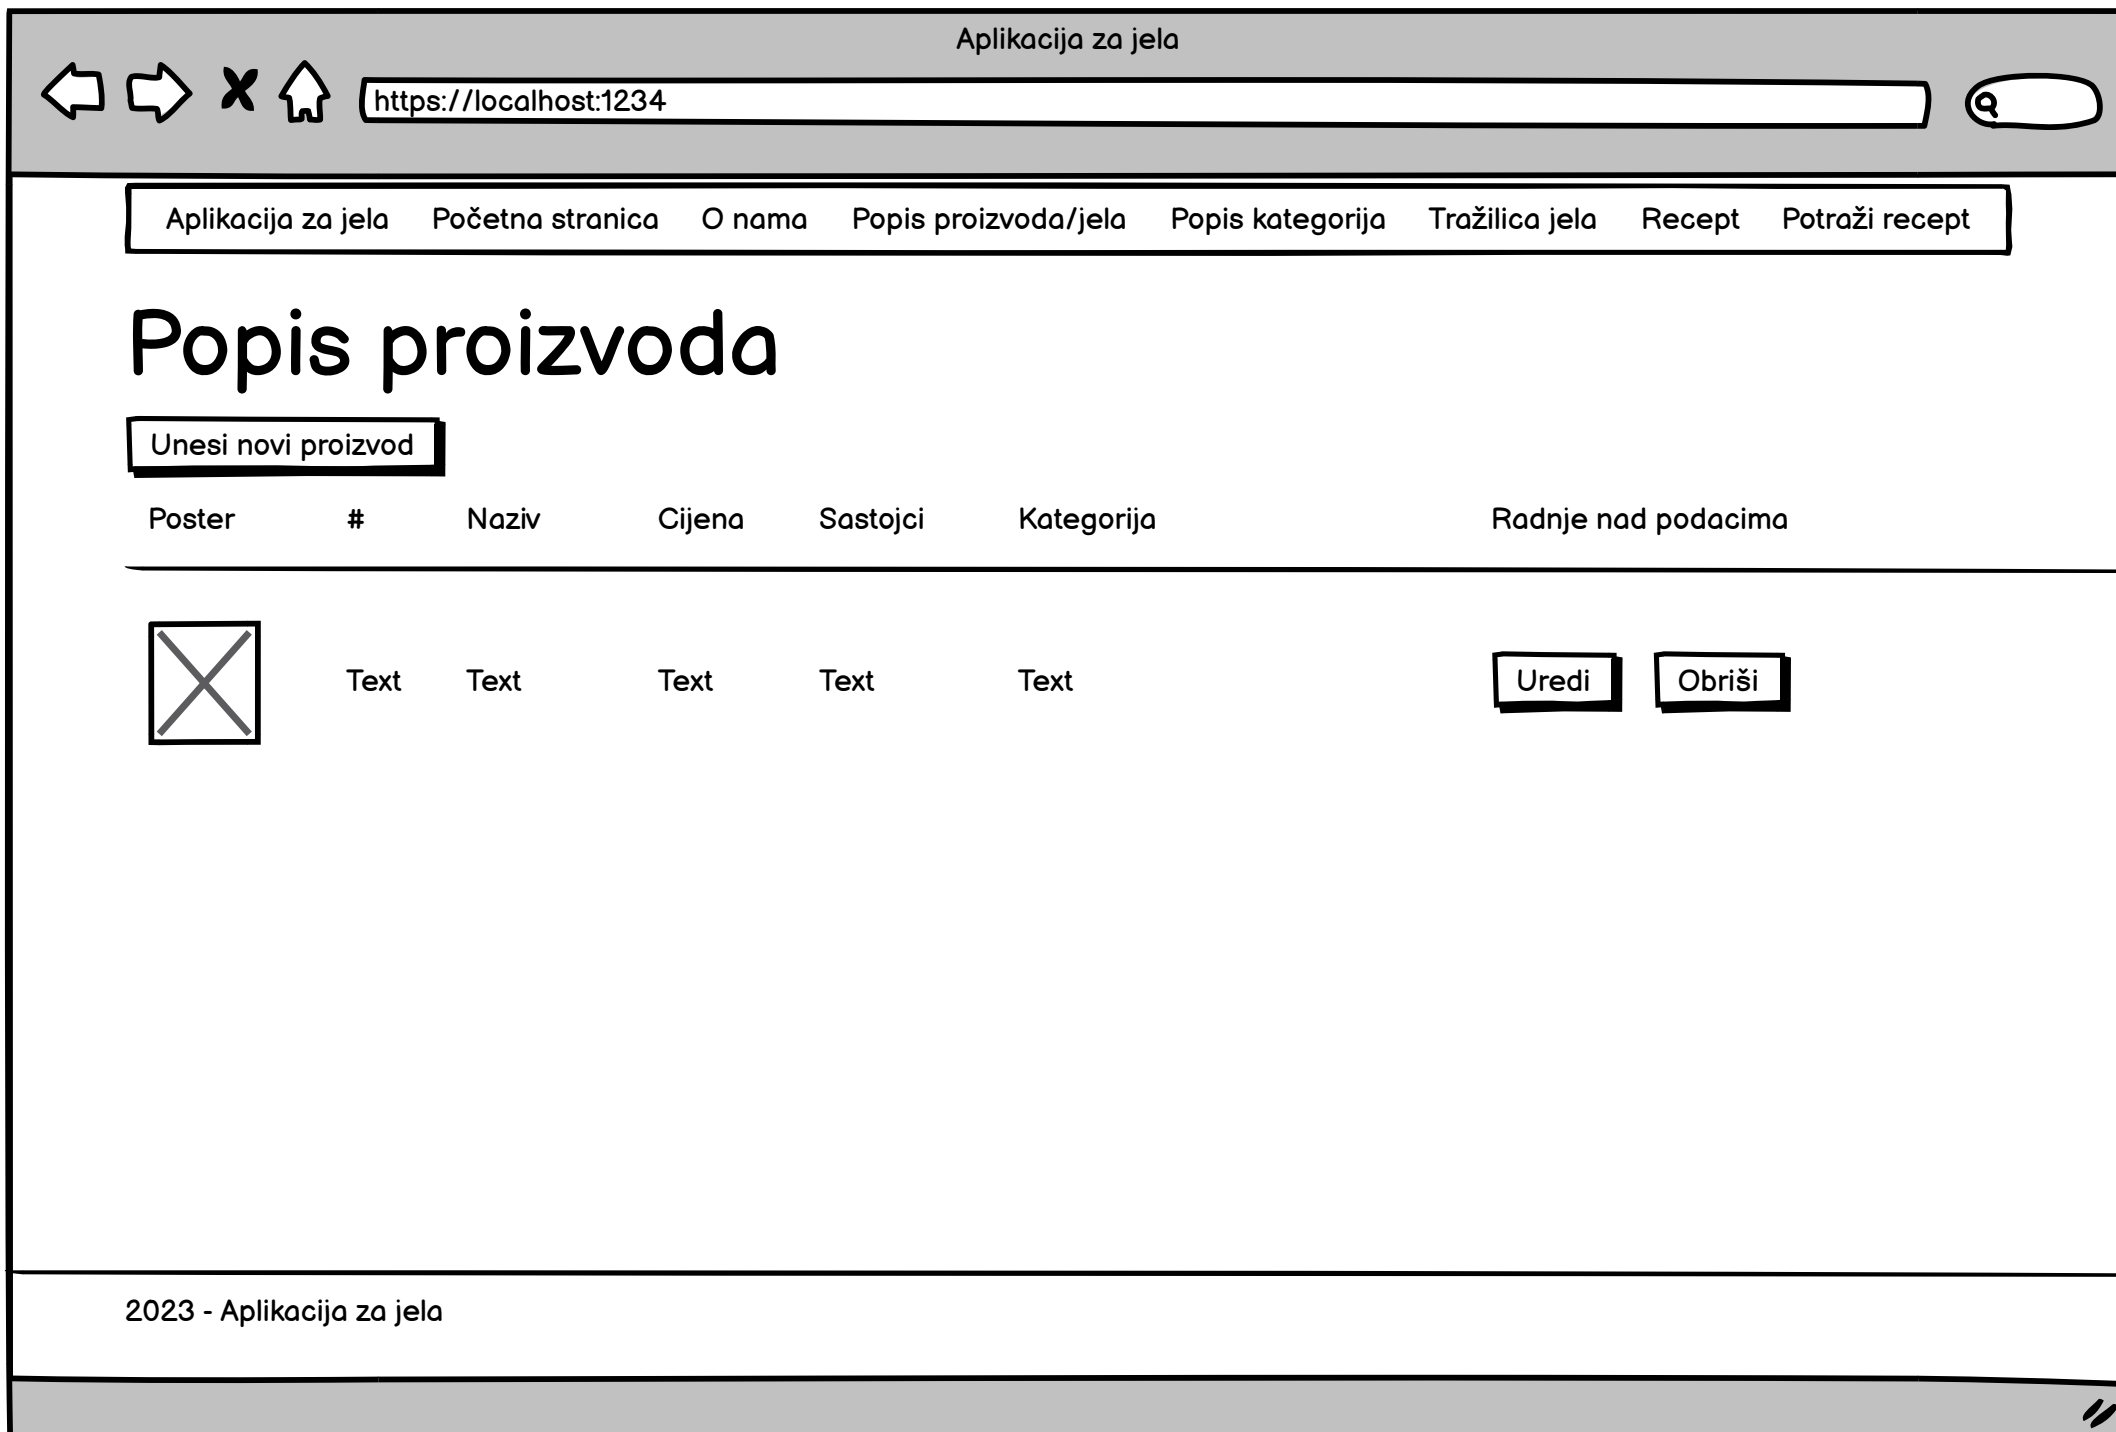 Aplikacija za jela
https://localhost:1234
Aplikacija za jela Početna stranica O nama Popis proizvoda/jela Popis kategorija Tražilica jela Recept Potraži recept
Popis proizvoda
Unesi novi proizvod
Poster # Naziv Cijena Sastojci Kategorija Radnje nad podacima
Text Text Text Text Text Uredi Obriši
2023 - Aplikacija za jela